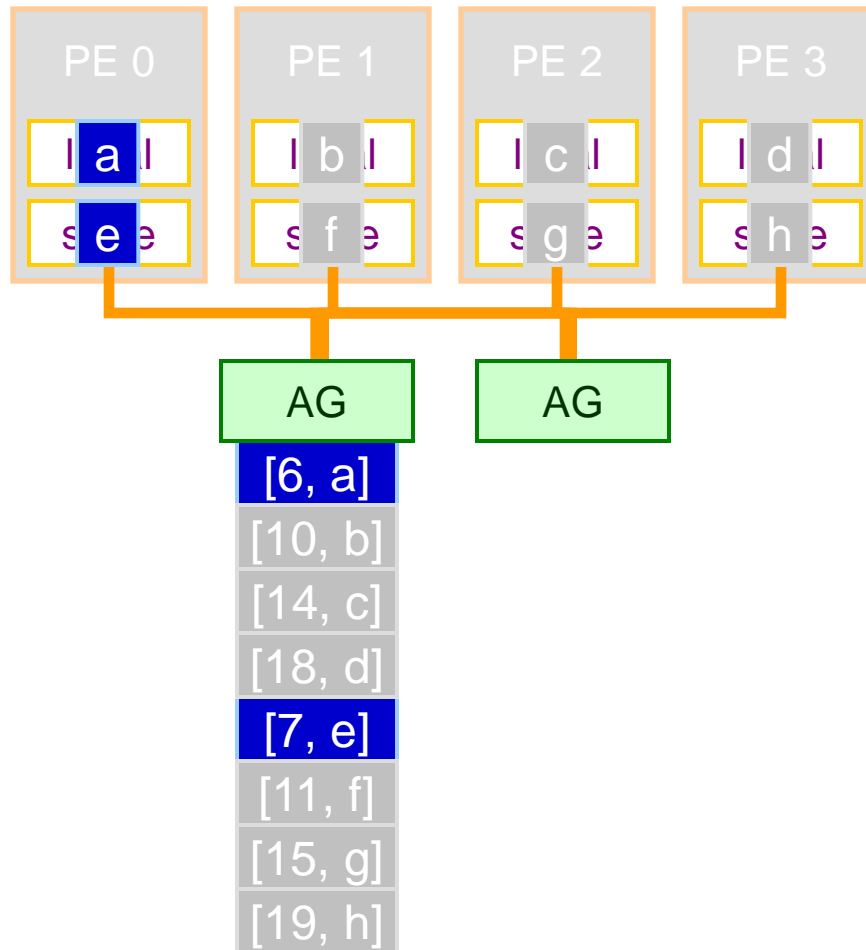 PE 0 PE 1 PE 2 PE 3
a b c d
e f g h
AG AG
[6, a]
[10, b]
[14, c]
[18, d]
[7, e]
[11, f]
[15, g]
[19, h]